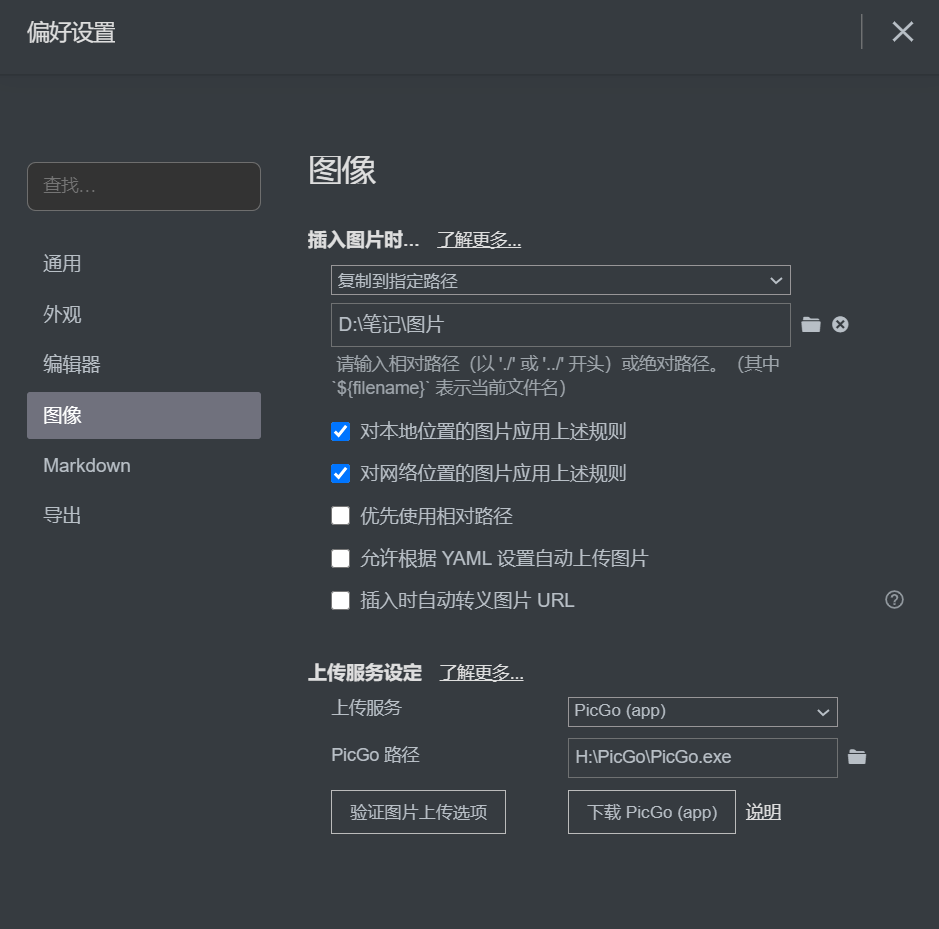 偏好设置
查找...
通用
外观
编辑器
图像
Markdown
导出
图像
插入图片时... 了解更多...
复制到指定路径
D:\笔记\图片
请输入相对路径（以 './' 或 '../' 开头）或绝对路径。（其中
`${filename}` 表示当前文件名）
对本地位置的图片应用上述规则
对网络位置的图片应用上述规则
优先使用相对路径
允许根据 YAML 设置自动上传图片
插入时自动转义图片 URL
上传服务设定 了解更多...
上传服务 PicGo (app)
PicGo 路径 H:\PicGo\PicGo.exe
验证图片上传选项 下载 PicGo (app) 说明